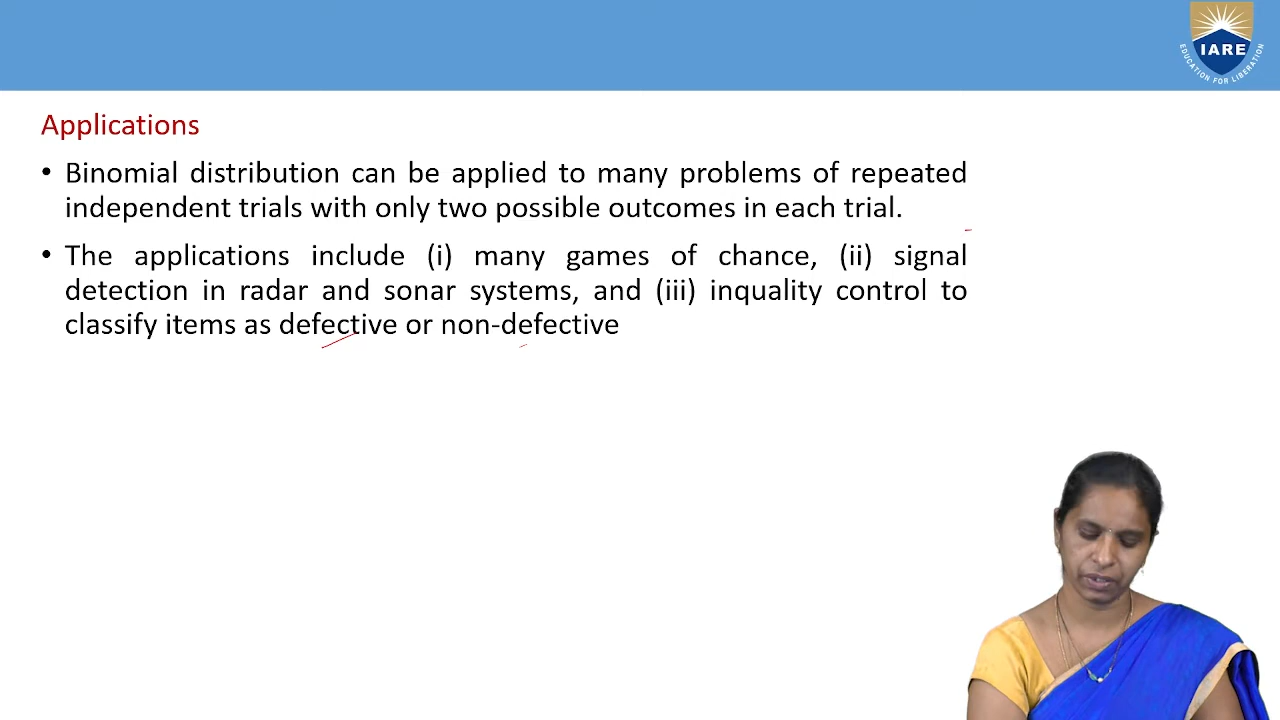 IARE
EDUCATION FOR LIBERATION
Applications
• Binomial distribution can be applied to many problems of repeated
independent trials with only two possible outcomes in each trial.
• The applications include (i) many games of chance, (ii) signal
detection in radar and sonar systems, and (iii) inquality control to
classify items as defective or non-defective